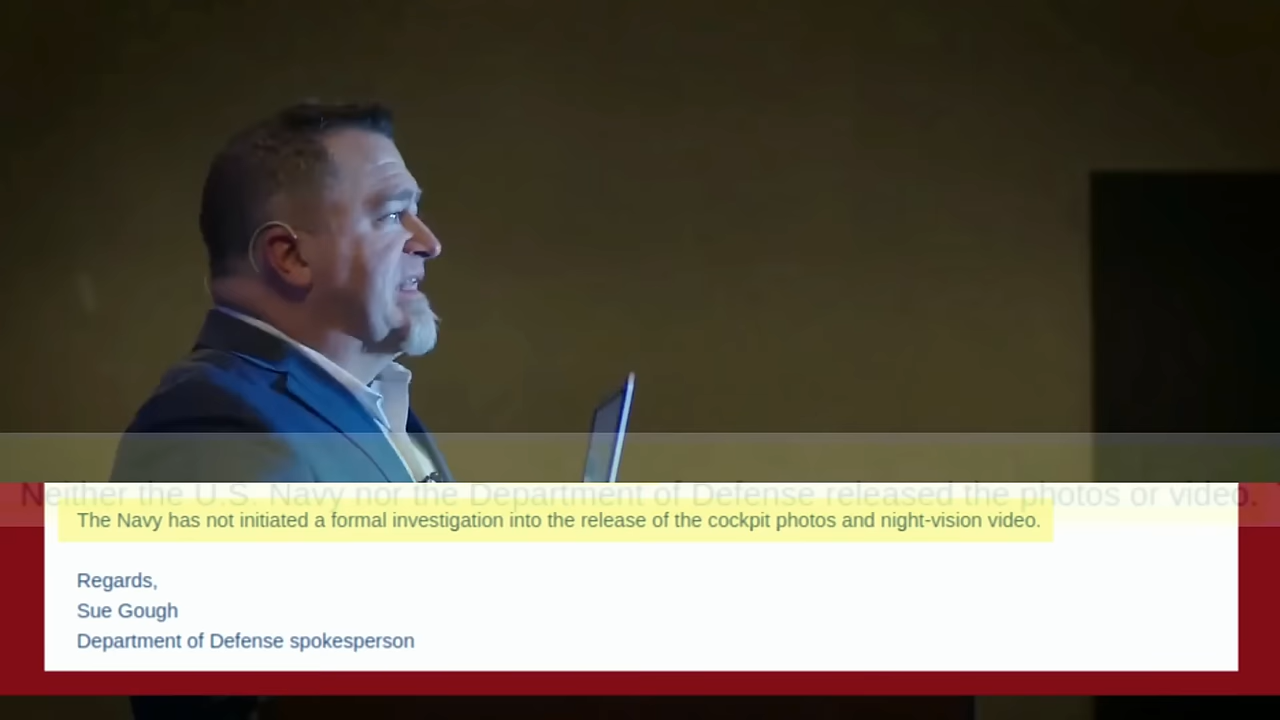 Neither the U.S. Navy nor the Department of Defense released the photos or video.
The Navy has not initiated a formal investigation into the release of the cockpit photos and night-vision video.
Regards,
Sue Gough
Department of Defense spokesperson